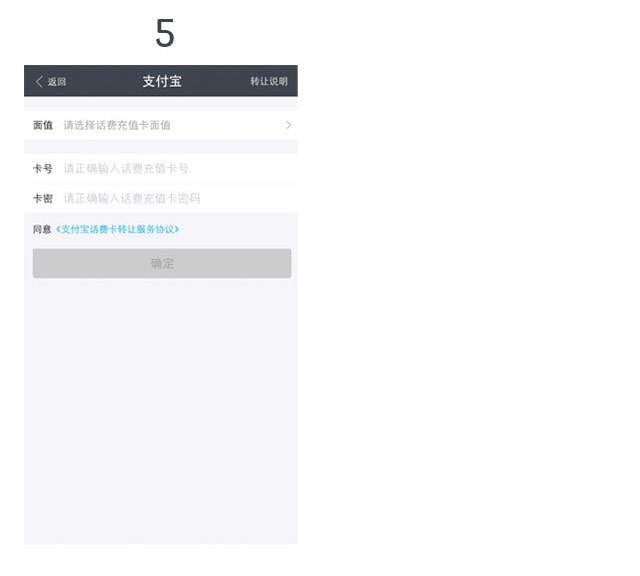 5
返回 支付宝 转让说明
面值 请选择话费充值卡面值
卡号 请正确输入话费充值卡号
卡密 请正确输入话费充值卡密码
同意《支付宝话费卡转让服务协议》
确定